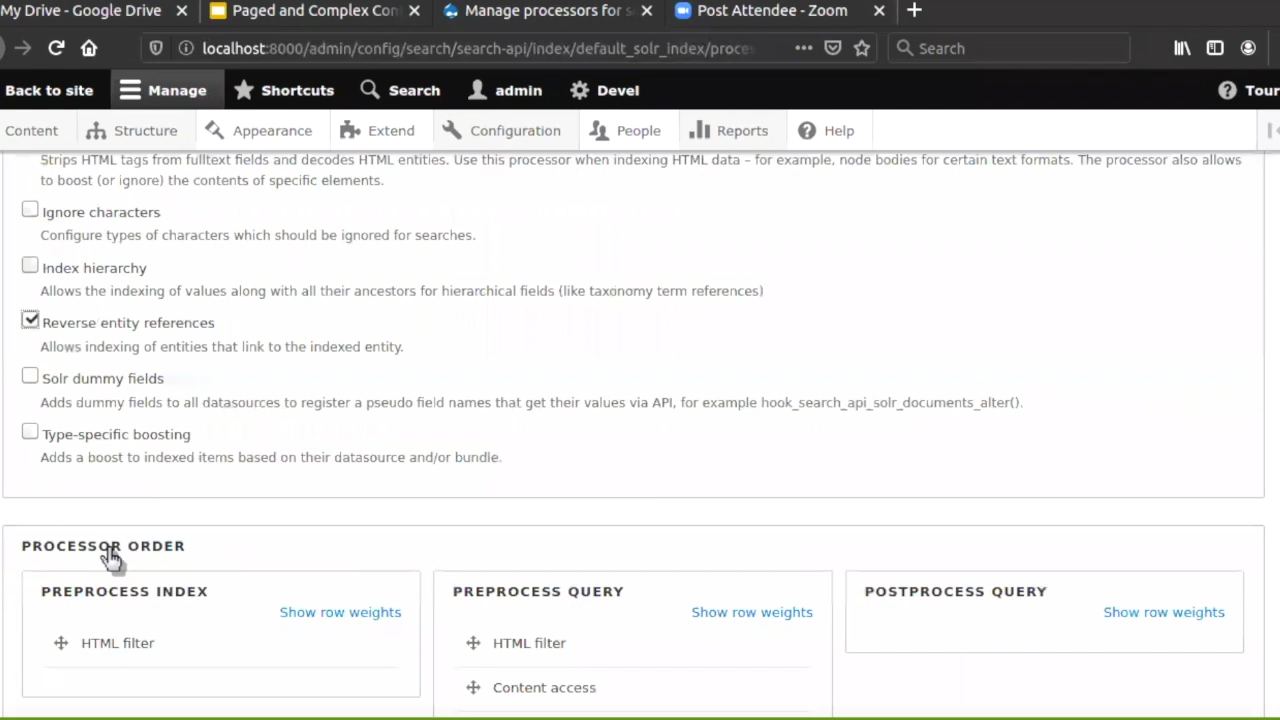 My Drive - Google Drive
Paged and Complex Con
Manage processors for s
Post Attendee - Zoom
localhost:8000/admin/config/search/search-api/index/default_solr_index/proces
Search
Back to site
Manage
Shortcuts
Search
admin
Devel
Tour
Content
Structure
Appearance
Extend
Configuration
People
Reports
Help
Strips HTML tags from fulltext fields and decodes HTML entities. Use this processor when indexing HTML data – for example, node bodies for certain text formats. The processor also allows
to boost (or ignore) the contents of specific elements.
Ignore characters
Configure types of characters which should be ignored for searches.
Index hierarchy
Allows the indexing of values along with all their ancestors for hierarchical fields (like taxonomy term references)
Reverse entity references
Allows indexing of entities that link to the indexed entity.
Solr dummy fields
Adds dummy fields to all datasources to register a pseudo field names that get their values via API, for example hook_search_api_solr_documents_alter().
Type-specific boosting
Adds a boost to indexed items based on their datasource and/or bundle.
PROCESSOR ORDER
PREPROCESS INDEX
Show row weights
HTML filter
PREPROCESS QUERY
Show row weights
HTML filter
Content access
POSTPROCESS QUERY
Show row weights